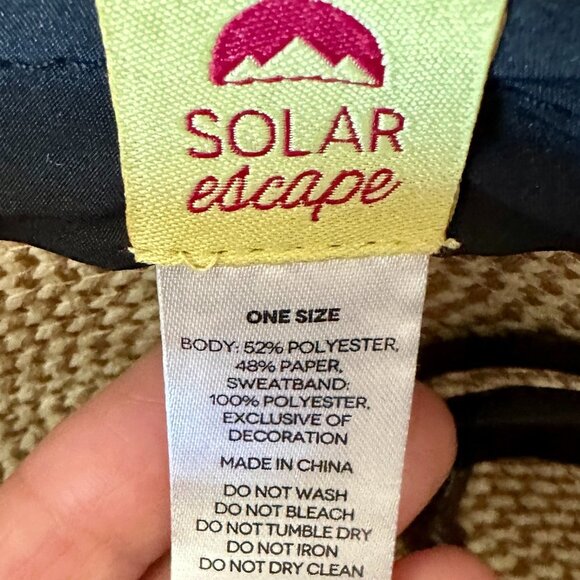 SOLAR
escape
ONE SIZE
BODY: 52% POLYESTER,
48% PAPER,
SWEATBAND:
100% POLYESTER,
EXCLUSIVE OF
DECORATION
MADE IN CHINA
DO NOT WASH
DO NOT BLEACH
DO NOT TUMBLE DRY
DO NOT IRON
DO NOT DRY CLEAN